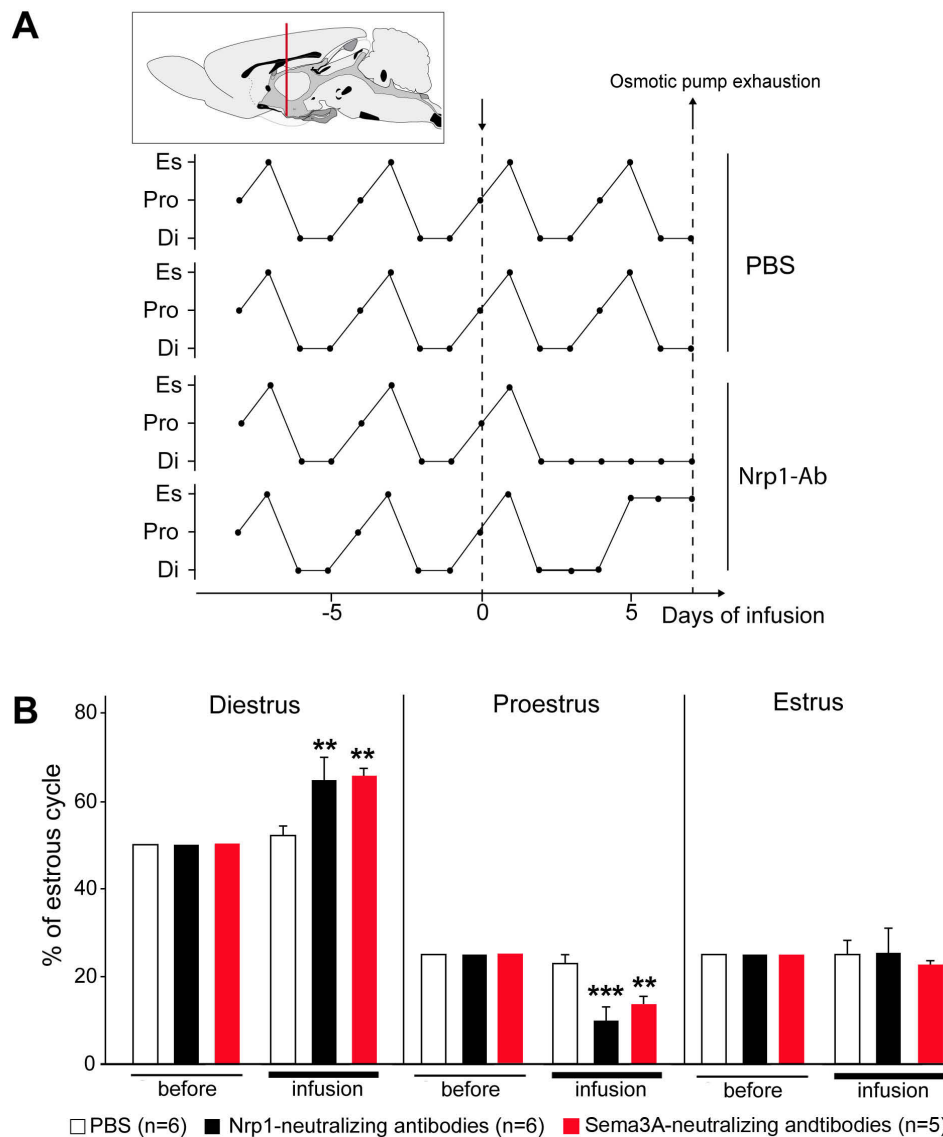 A
Osmotic pump exhaustion
Es
Pro
Di
Es
Pro
Di
PBS
Es
Pro
Di
Es
Pro
Di
Nrp1-Ab
-5 0 5 Days of infusion
B
Diestrus Proestrus Estrus
% of estrous cycle
80
60
40
20
0
** **
*** **
before infusion before infusion before infusion
PBS (n=6) Nrp1-neutralizing antibodies (n=6) Sema3A-neutralizing andtibodies (n=5)